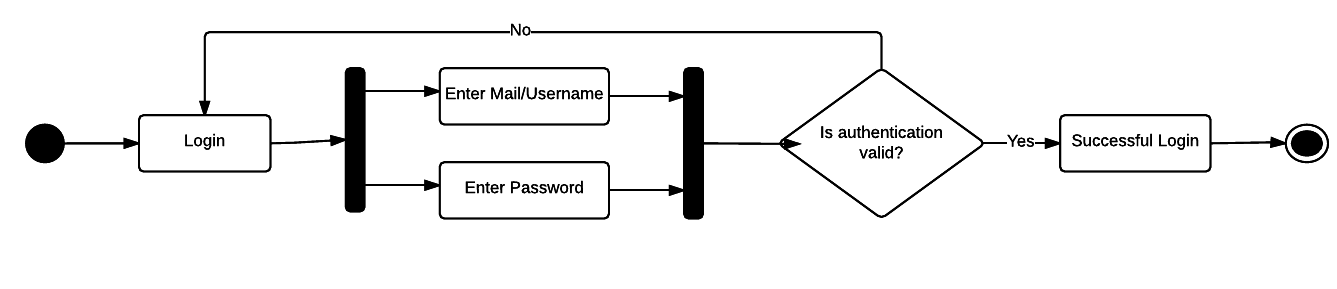 No
Login
Enter Mail/Username
Enter Password
Is authentication
valid?
Yes
Successful Login